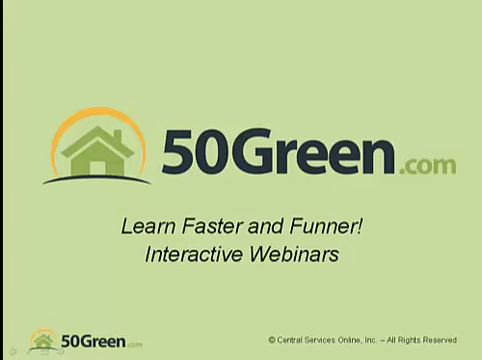 50Green.com
Learn Faster and Funner!
Interactive Webinars
50Green.com
© Central Services Online, Inc. – All Rights Reserved